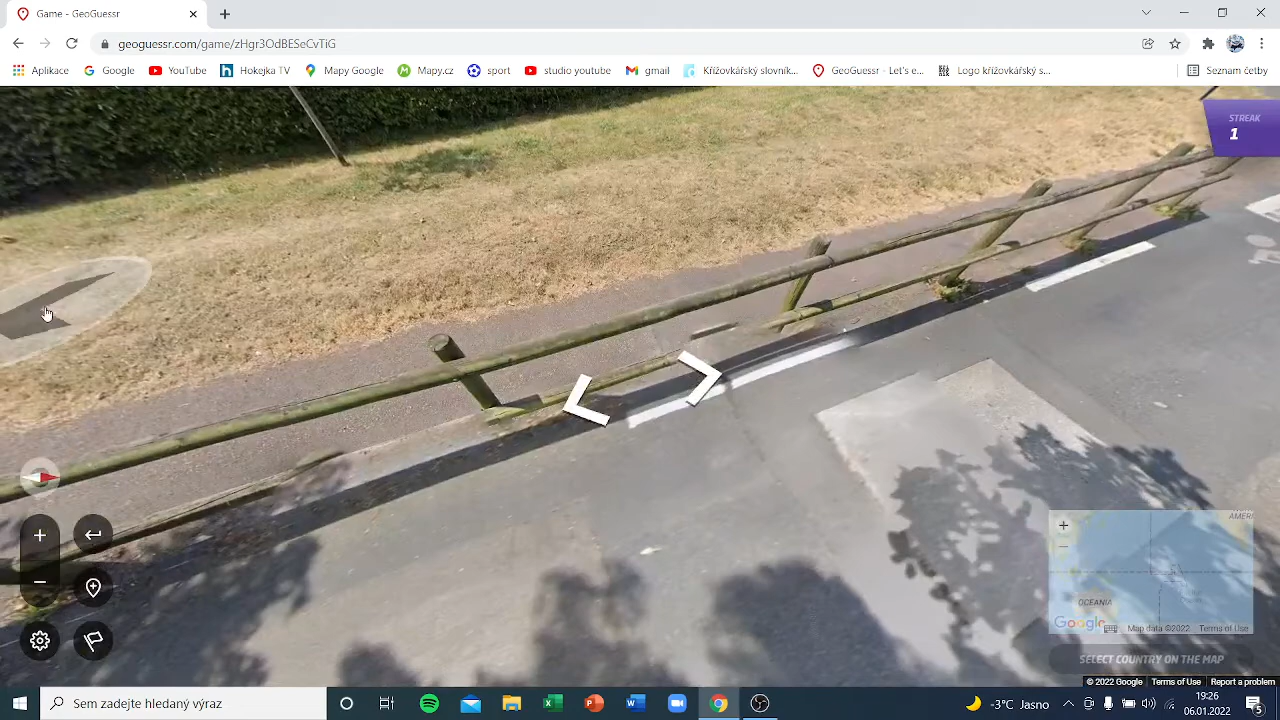 Game - GeoGuessr
geoguessr.com/game/zHgr3OdBESeCvTiG
Aplikace Google YouTube Hokejka TV Mapy Google Mapy.cz sport studio youtube gmail Křížovkářský slovník... GeoGuessr - Let's e... Logo křížovkářský s... Seznam četby
STREAK
1
AMERI
OCEANIA
Google Map data ©2022 Terms of Use
SELECT COUNTRY ON THE MAP
© 2022 Google Terms of Use Report a problem
Sem zadejte hledaný výraz
-3°C Jasno
19:26
06.01.2022
5